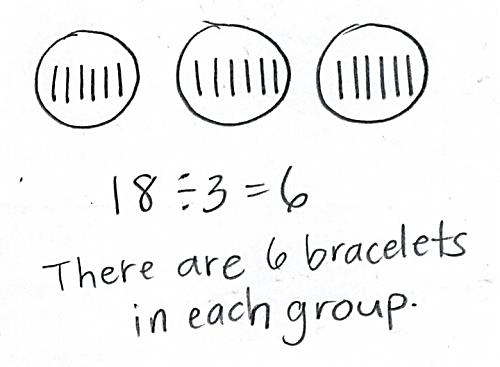 18 ÷ 3 = 6
There are 6 bracelets
in each group.